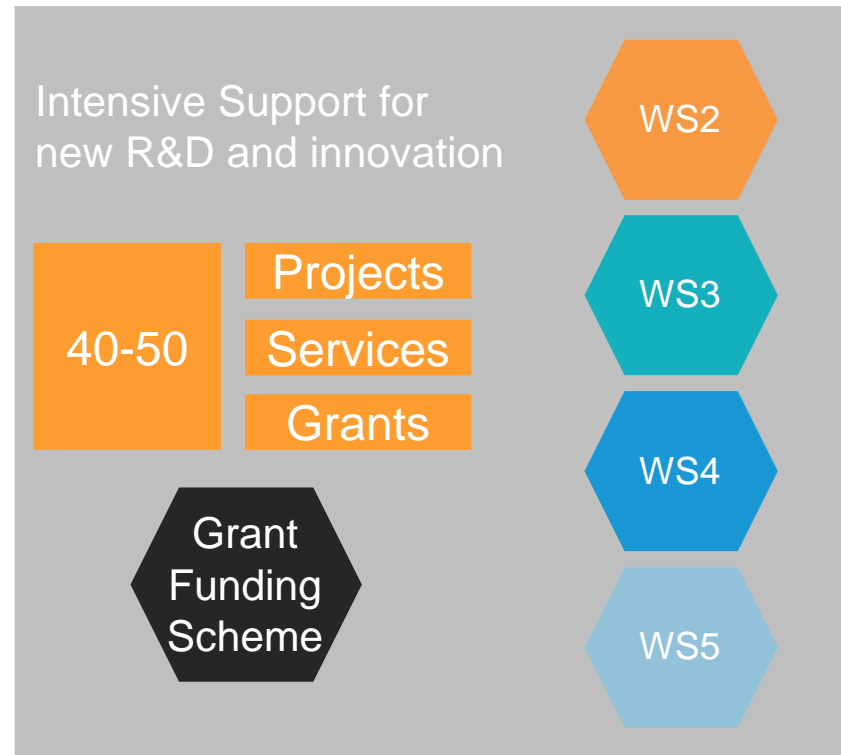 Intensive Support for
new R&D and innovation
40-50
Projects
Services
Grants
Grant
Funding
Scheme
WS2
WS3
WS4
WS5